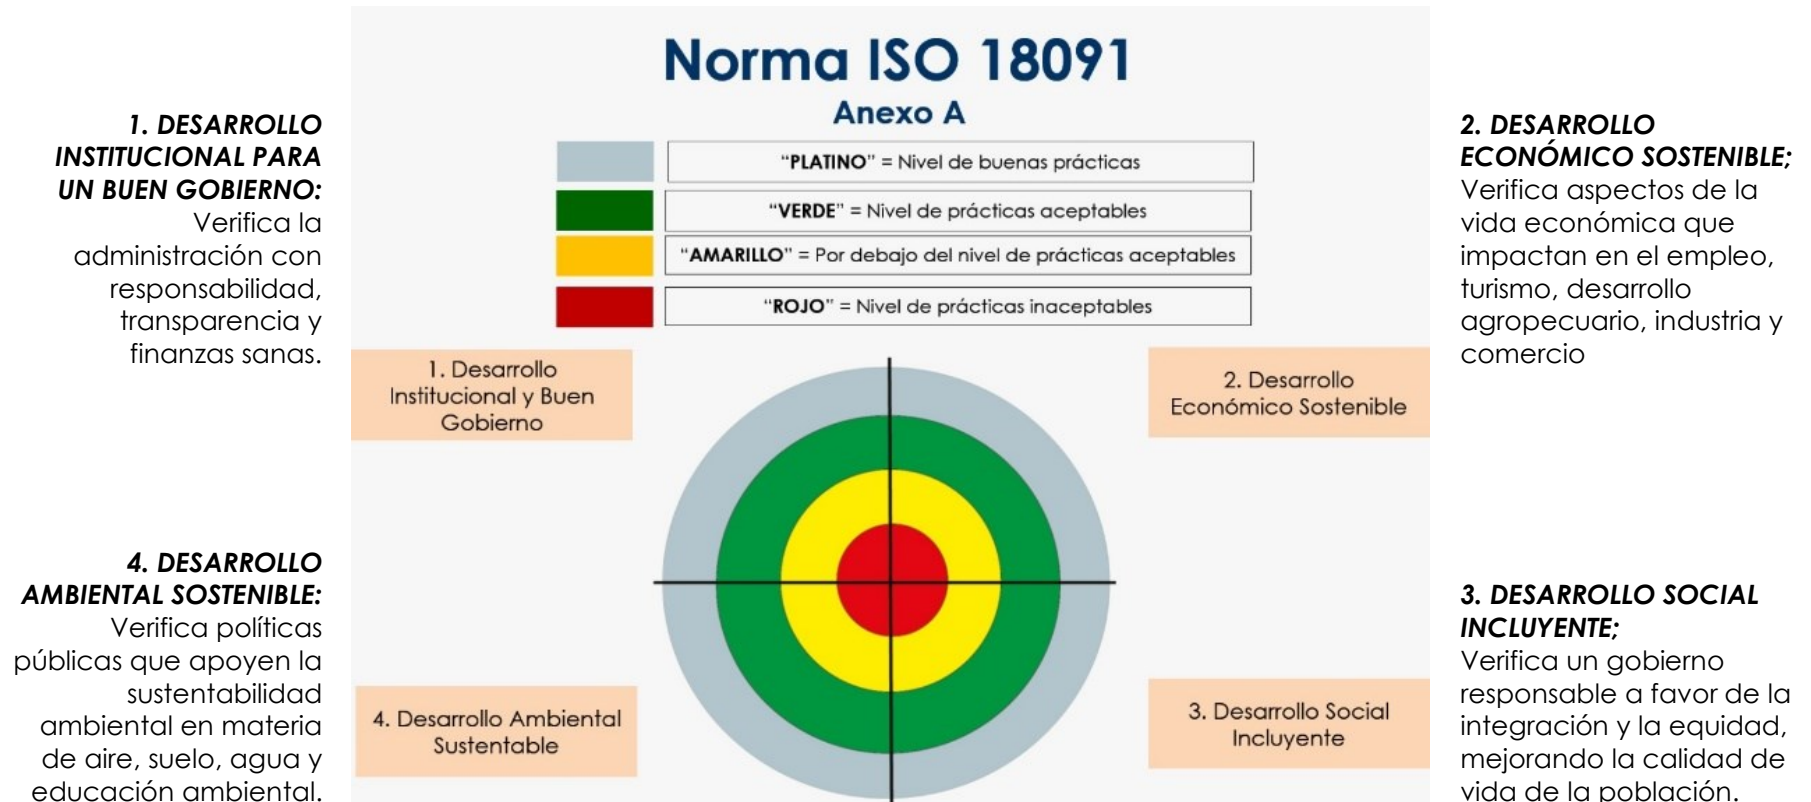 Norma ISO 18091
Anexo A
“PLATINO” = Nivel de buenas prácticas
“VERDE” = Nivel de prácticas aceptables
“AMARILLO” = Por debajo del nivel de prácticas aceptables
“ROJO” = Nivel de prácticas inaceptables
1. DESARROLLO
INSTITUCIONAL PARA
UN BUEN GOBIERNO:
Verifica la
administración con
responsabilidad,
transparencia y
finanzas sanas.
2. DESARROLLO
ECONÓMICO SOSTENIBLE;
Verifica aspectos de la
vida económica que
impactan en el empleo,
turismo, desarrollo
agropecuario, industria y
comercio
1. Desarrollo
Institucional y Buen
Gobierno
2. Desarrollo
Económico Sostenible
4. DESARROLLO
AMBIENTAL SOSTENIBLE:
Verifica políticas
públicas que apoyen la
sustentabilidad
ambiental en materia
de aire, suelo, agua y
educación ambiental.
4. Desarrollo Ambiental
Sustentable
3. Desarrollo Social
Incluyente
3. DESARROLLO SOCIAL
INCLUYENTE;
Verifica un gobierno
responsable a favor de la
integración y la equidad,
mejorando la calidad de
vida de la población.